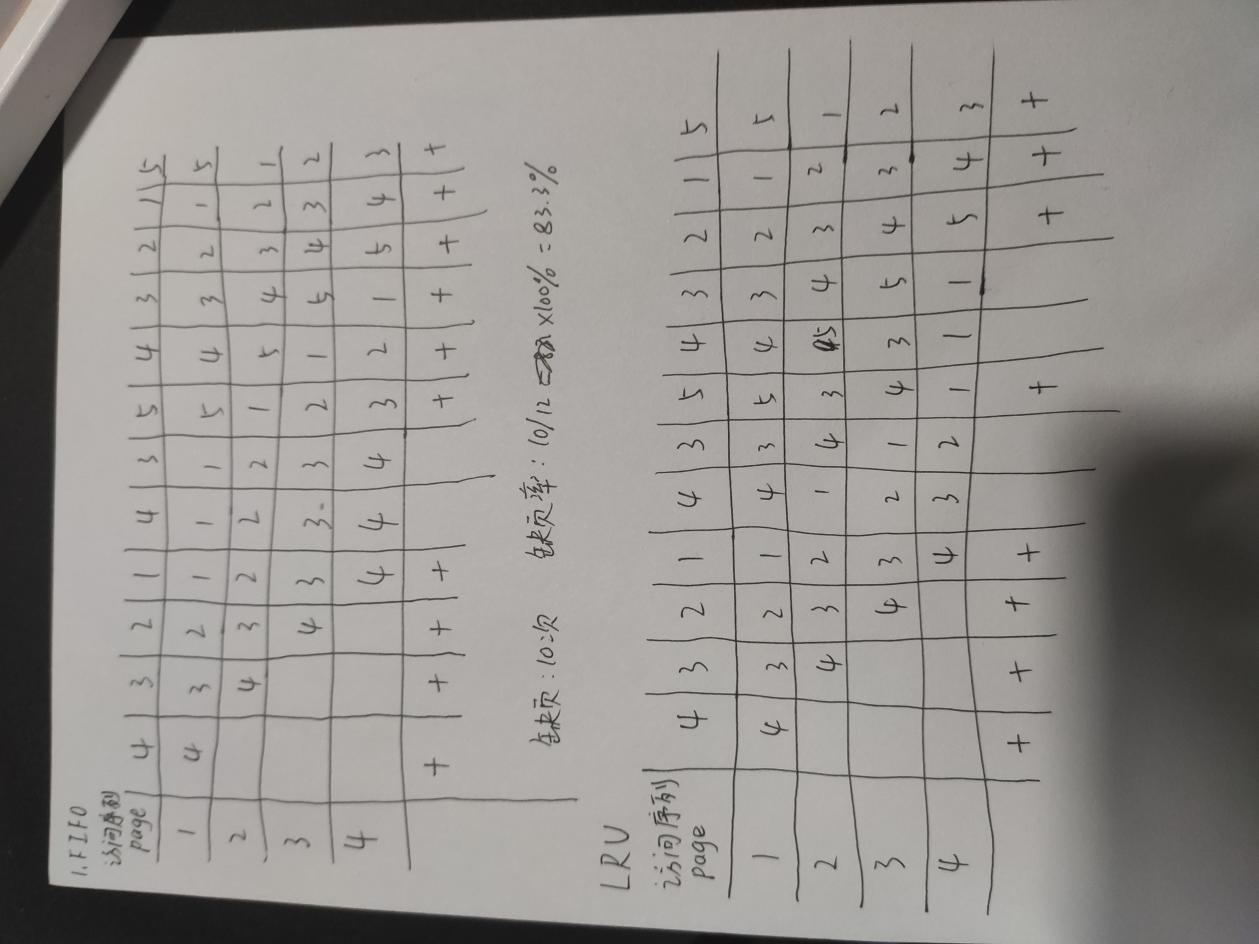 1.FIFO
访问序列
page 4 3 2 1 4 3 5 4 3 2 1 5
1 4 3 2 1 1 1 5 4 3 2 1 5
2 4 3 2 2 2 1 5 4 3 2 1
3 4 3 3 3 2 1 5 4 3 2
4 4 4 4 3 2 1 5 4 3
+ + + + + + + + + +
缺页:10次 缺页率:10/12 ×100% = 83.3%
LRU
访问序列
page 4 3 2 1 4 3 5 4 3 2 1 5
1 4 3 2 1 4 3 5 4 3 2 1 5
2 4 3 2 1 4 3 5 4 3 2 1
3 4 3 2 1 4 3 5 4 3 2
4 4 3 2 1 1 1 5 4 3
+ + + + + + + +